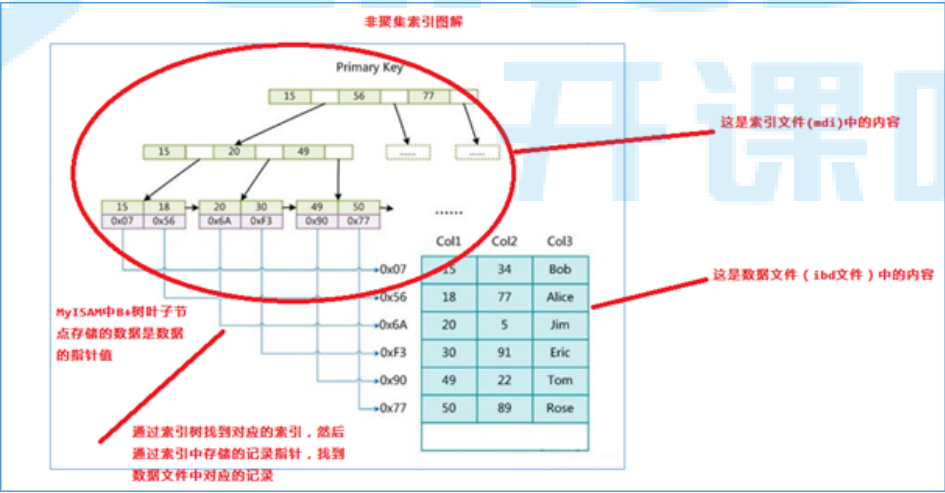 非聚集索引图解
Primary Key
15 56 77
这是索引文件(mdi)中的内容
15 20 49
...... ......
15 18 20 30 49 50
0x07 0x56 0x6A 0xF3 0x90 0x77
......
Col1 Col2 Col3
0x07 15 34 Bob
这是数据文件（ibd文件）中的内容
0x56 18 77 Alice
MyISAM中B+树叶子节
点存储的数据是数据
的指针值
0x6A 20 5 Jim
0xF3 30 91 Eric
0x90 49 22 Tom
0x77 50 89 Rose
通过索引树找到对应的索引，然后
通过索引中存储的记录指针，找到
数据文件中对应的记录
开课